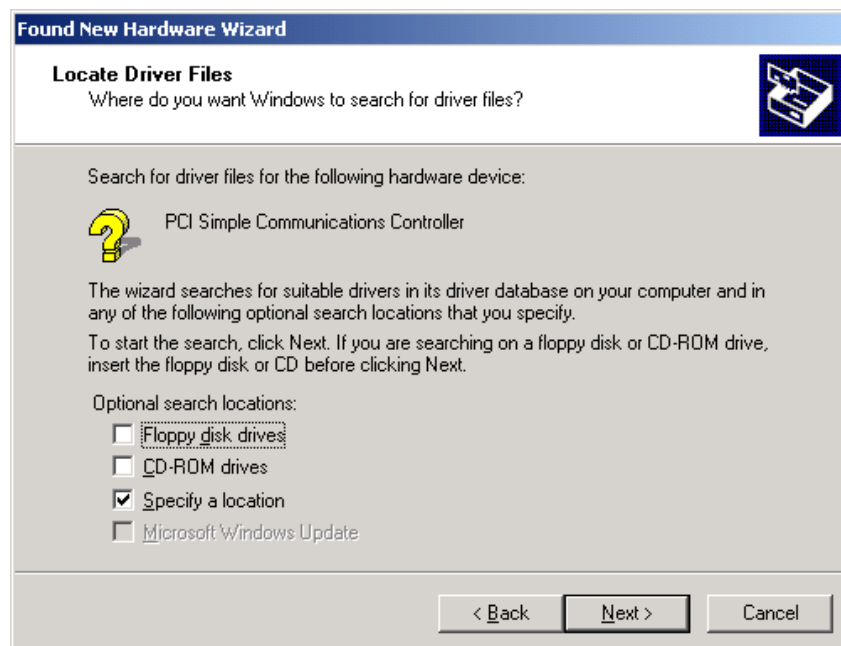 Found New Hardware Wizard
Locate Driver Files
Where do you want Windows to search for driver files?
Search for driver files for the following hardware device:
PCI Simple Communications Controller
The wizard searches for suitable drivers in its driver database on your computer and in
any of the following optional search locations that you specify.
To start the search, click Next. If you are searching on a floppy disk or CD-ROM drive,
insert the floppy disk or CD before clicking Next.
Optional search locations:
Floppy disk drives
CD-ROM drives
Specify a location
Microsoft Windows Update
< Back Next > Cancel